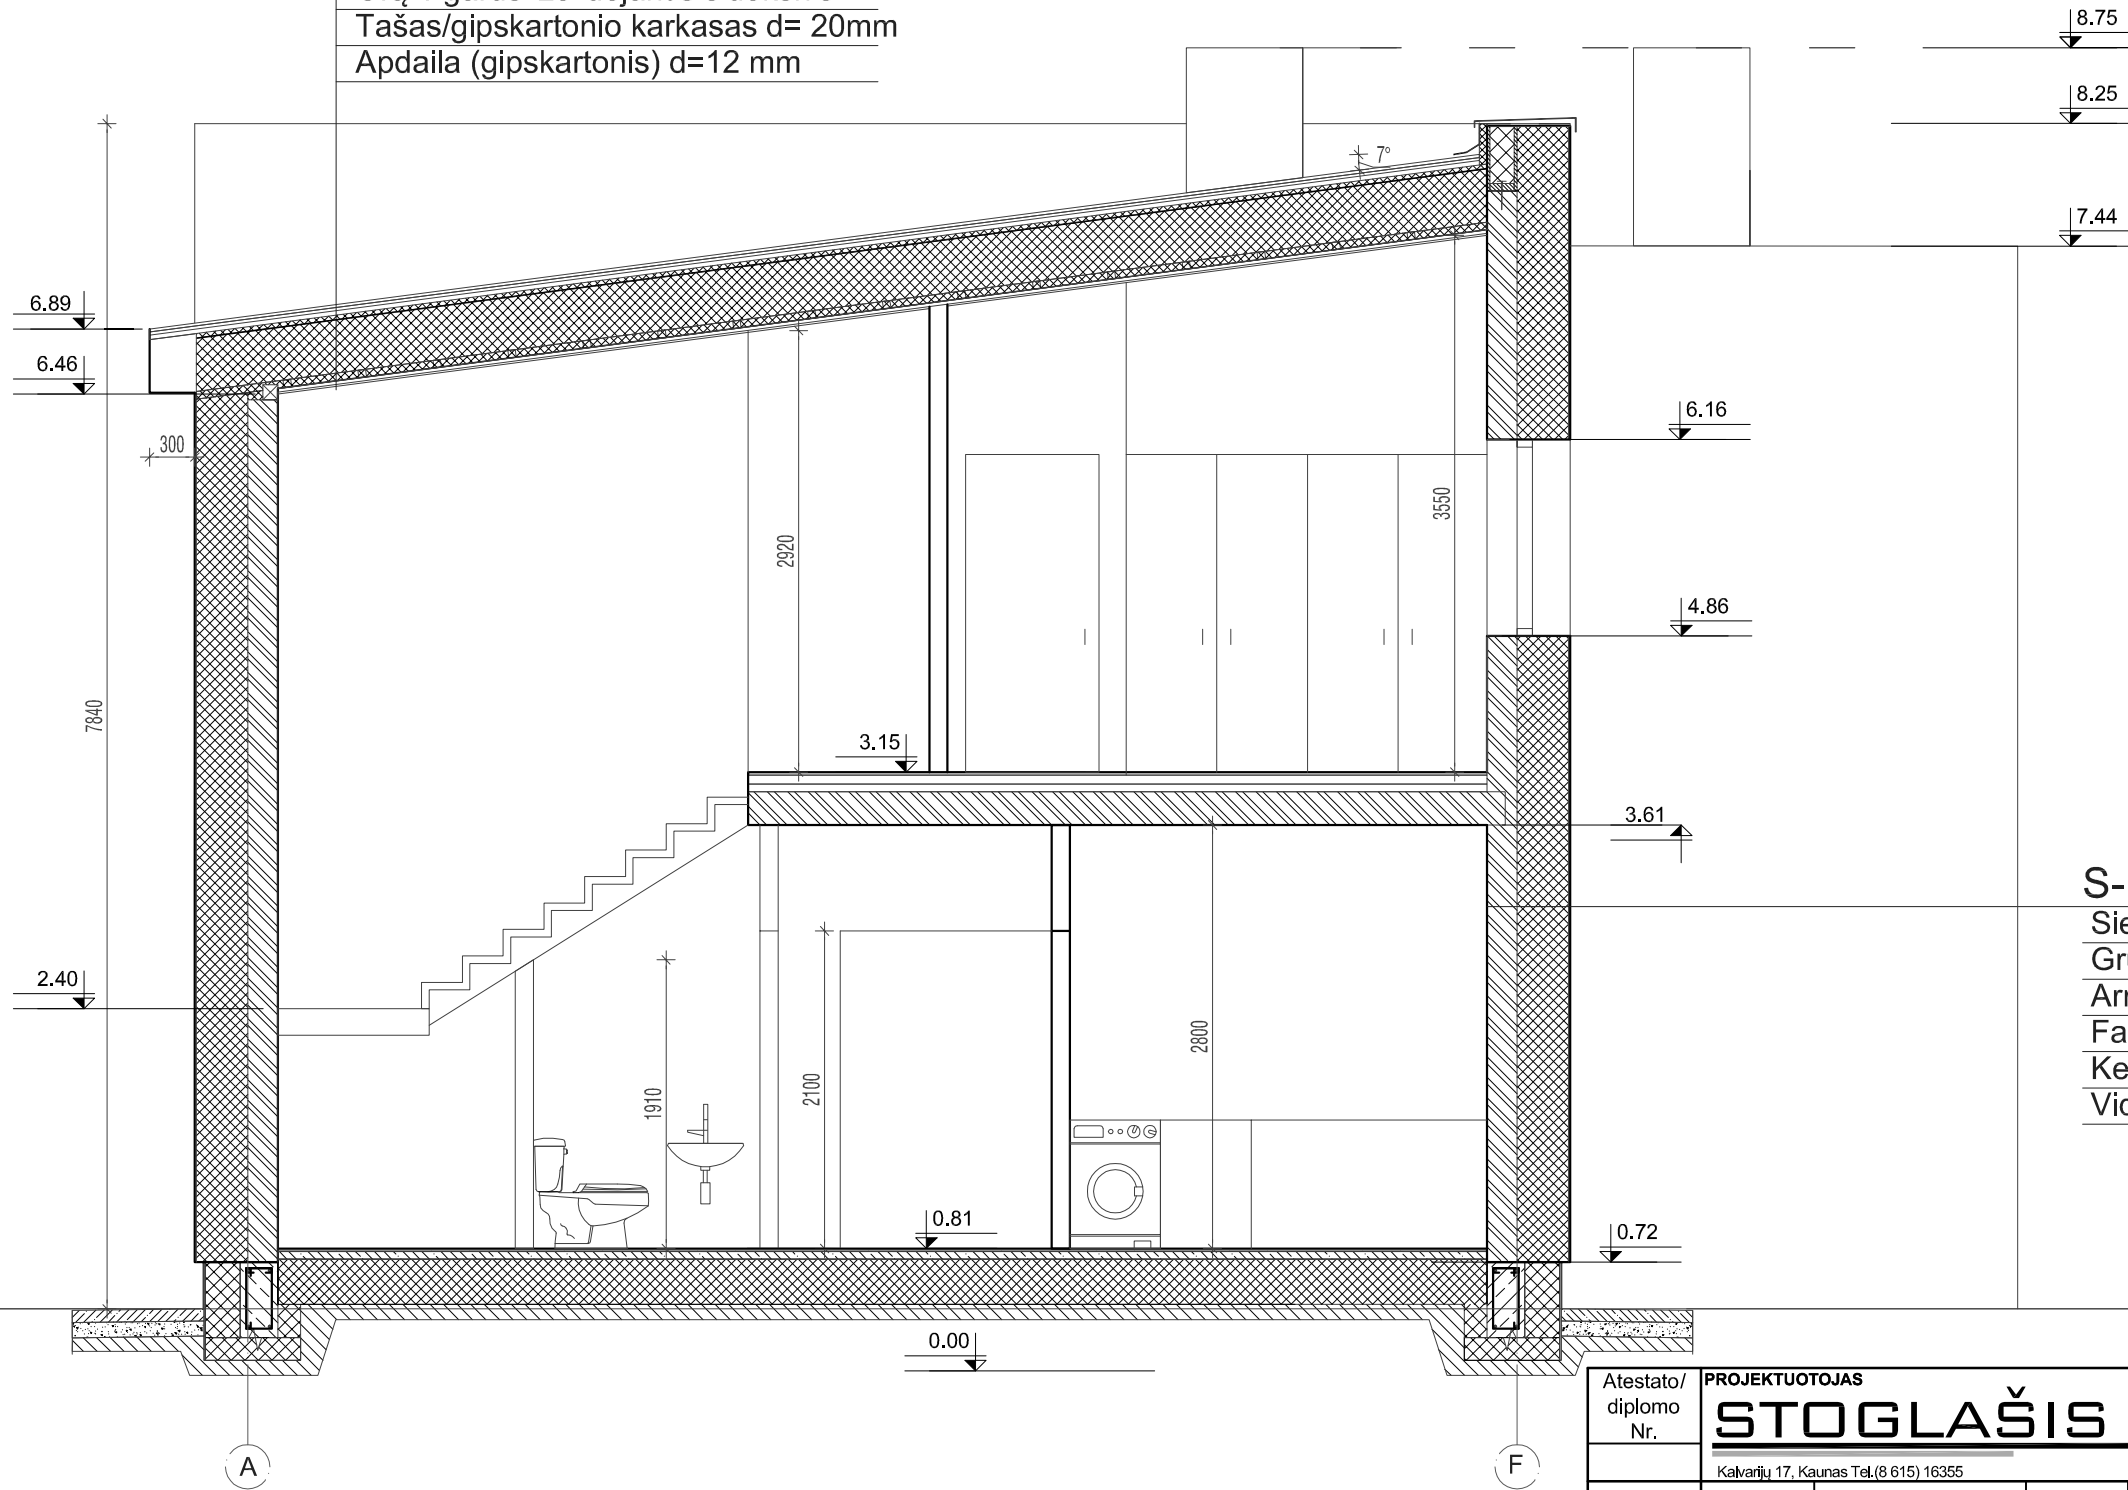 Tašas/gipskartonio karkasas d= 20mm
Apdaila (gipskartonis) d=12 mm
8.75
8.25
7°
7.44
6.89
6.46
6.16
300
3550
2920
4.86
7840
3.15
3.61
S-
2.40
2800
2100
1910
0.81
0.72
0.00
Atestato/
diplomo
Nr.
PROJEKTUOTOJAS
STOGLAŠIS
Kalvarijų 17, Kaunas Tel.(8 615) 16355
A
F